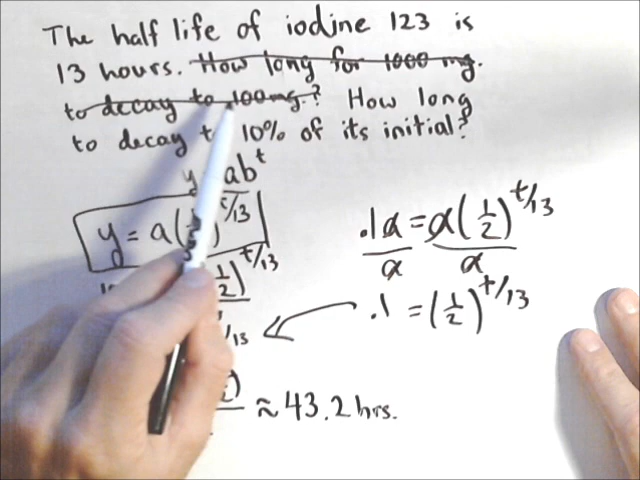 The half life of iodine 123 is
13 hours. How long for 1000 mg.
to decay to 100 mg.? How long
to decay t 10% of its initial?
y ab^t
y = a( )^t/13
.1a = a(1/2)^t/13
a a
1/2)^t/13
.1 = (1/2)^t/13
/13
≈ 43.2 hrs.